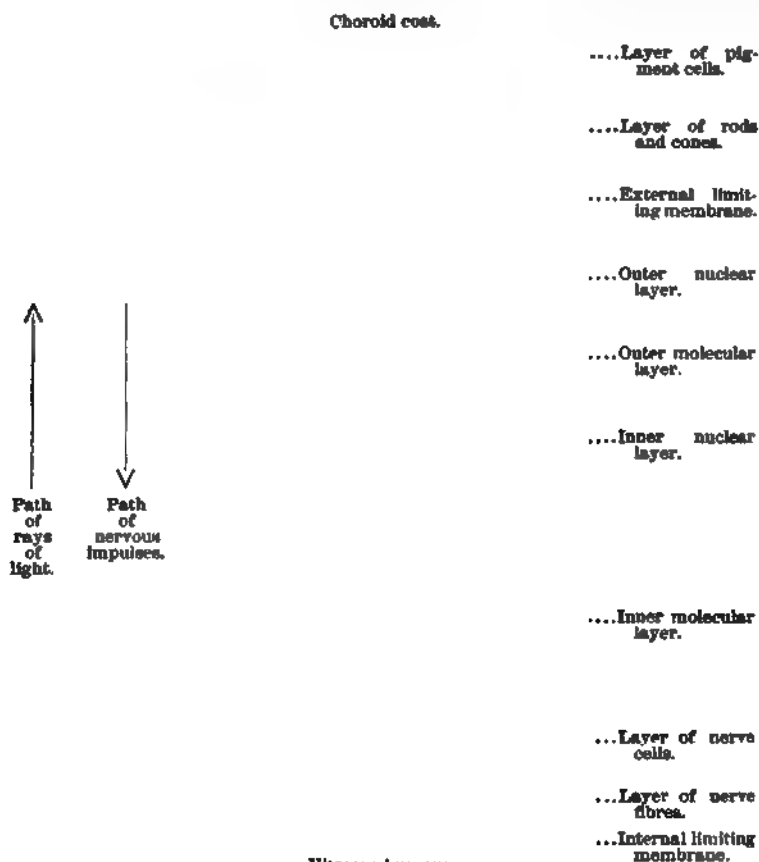 Choroid coat.
....Layer of pig-
ment cells.
....Layer of rods
and cones.
....External limit-
ing membrane.
....Outer nuclear
layer.
....Outer molecular
layer.
....Inner nuclear
layer.
Path
of
rays
of
light.
Path
of
nervous
impulses.
....Inner molecular
layer.
...Layer of nerve
cells.
...Layer of nerve
fibres.
...Internal limiting
membrane.